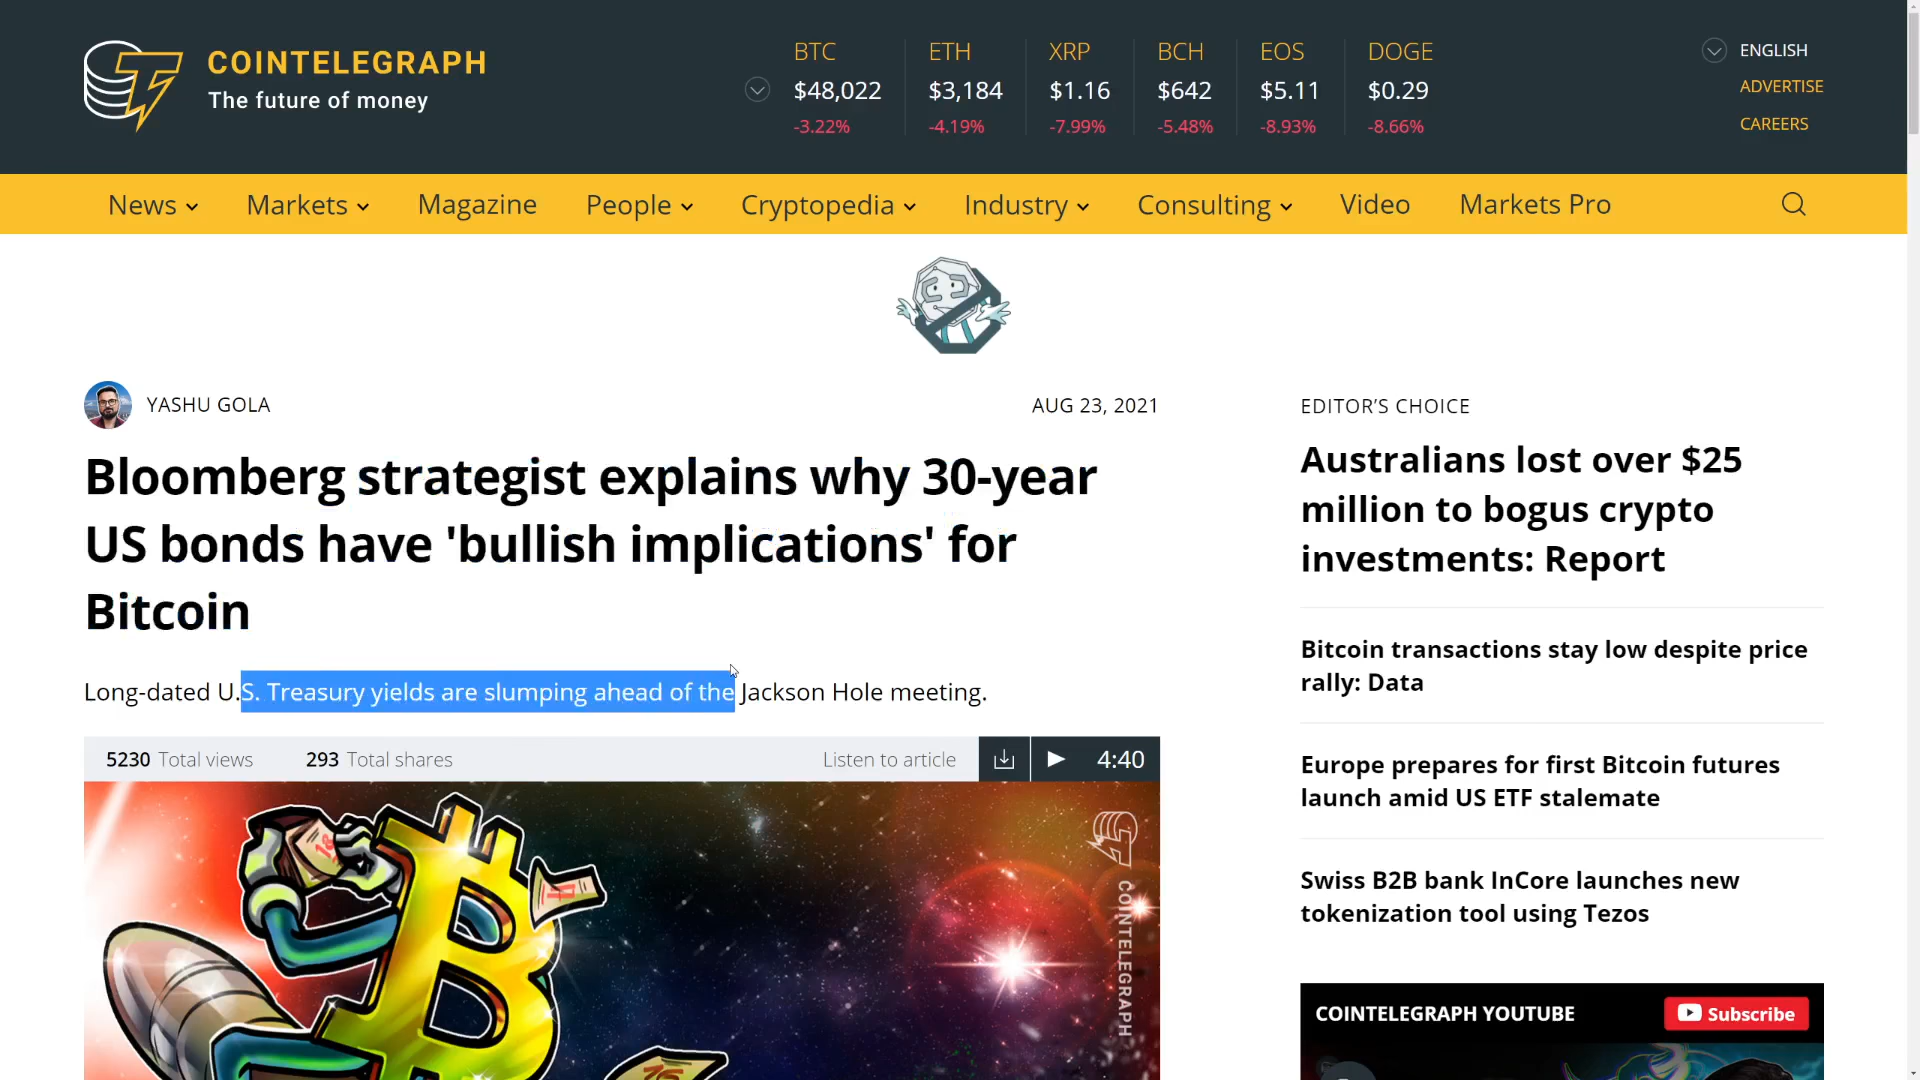 COINTELEGRAPH
The future of money
BTC ETH XRP BCH EOS DOGE
$48,022 $3,184 $1.16 $642 $5.11 $0.29
-3.22% -4.19% -7.99% -5.48% -8.93% -8.66%
ENGLISH
ADVERTISE
CAREERS
News Markets Magazine People Cryptopedia Industry Consulting Video Markets Pro
YASHU GOLA AUG 23, 2021
Bloomberg strategist explains why 30-year
US bonds have 'bullish implications' for
Bitcoin
Long-dated U.S. Treasury yields are slumping ahead of the Jackson Hole meeting.
5230 Total views 293 Total shares Listen to article 4:40
COINTELEGRAPH
EDITOR'S CHOICE
Australians lost over $25
million to bogus crypto
investments: Report
Bitcoin transactions stay low despite price
rally: Data
Europe prepares for first Bitcoin futures
launch amid US ETF stalemate
Swiss B2B bank InCore launches new
tokenization tool using Tezos
COINTELEGRAPH YOUTUBE Subscribe